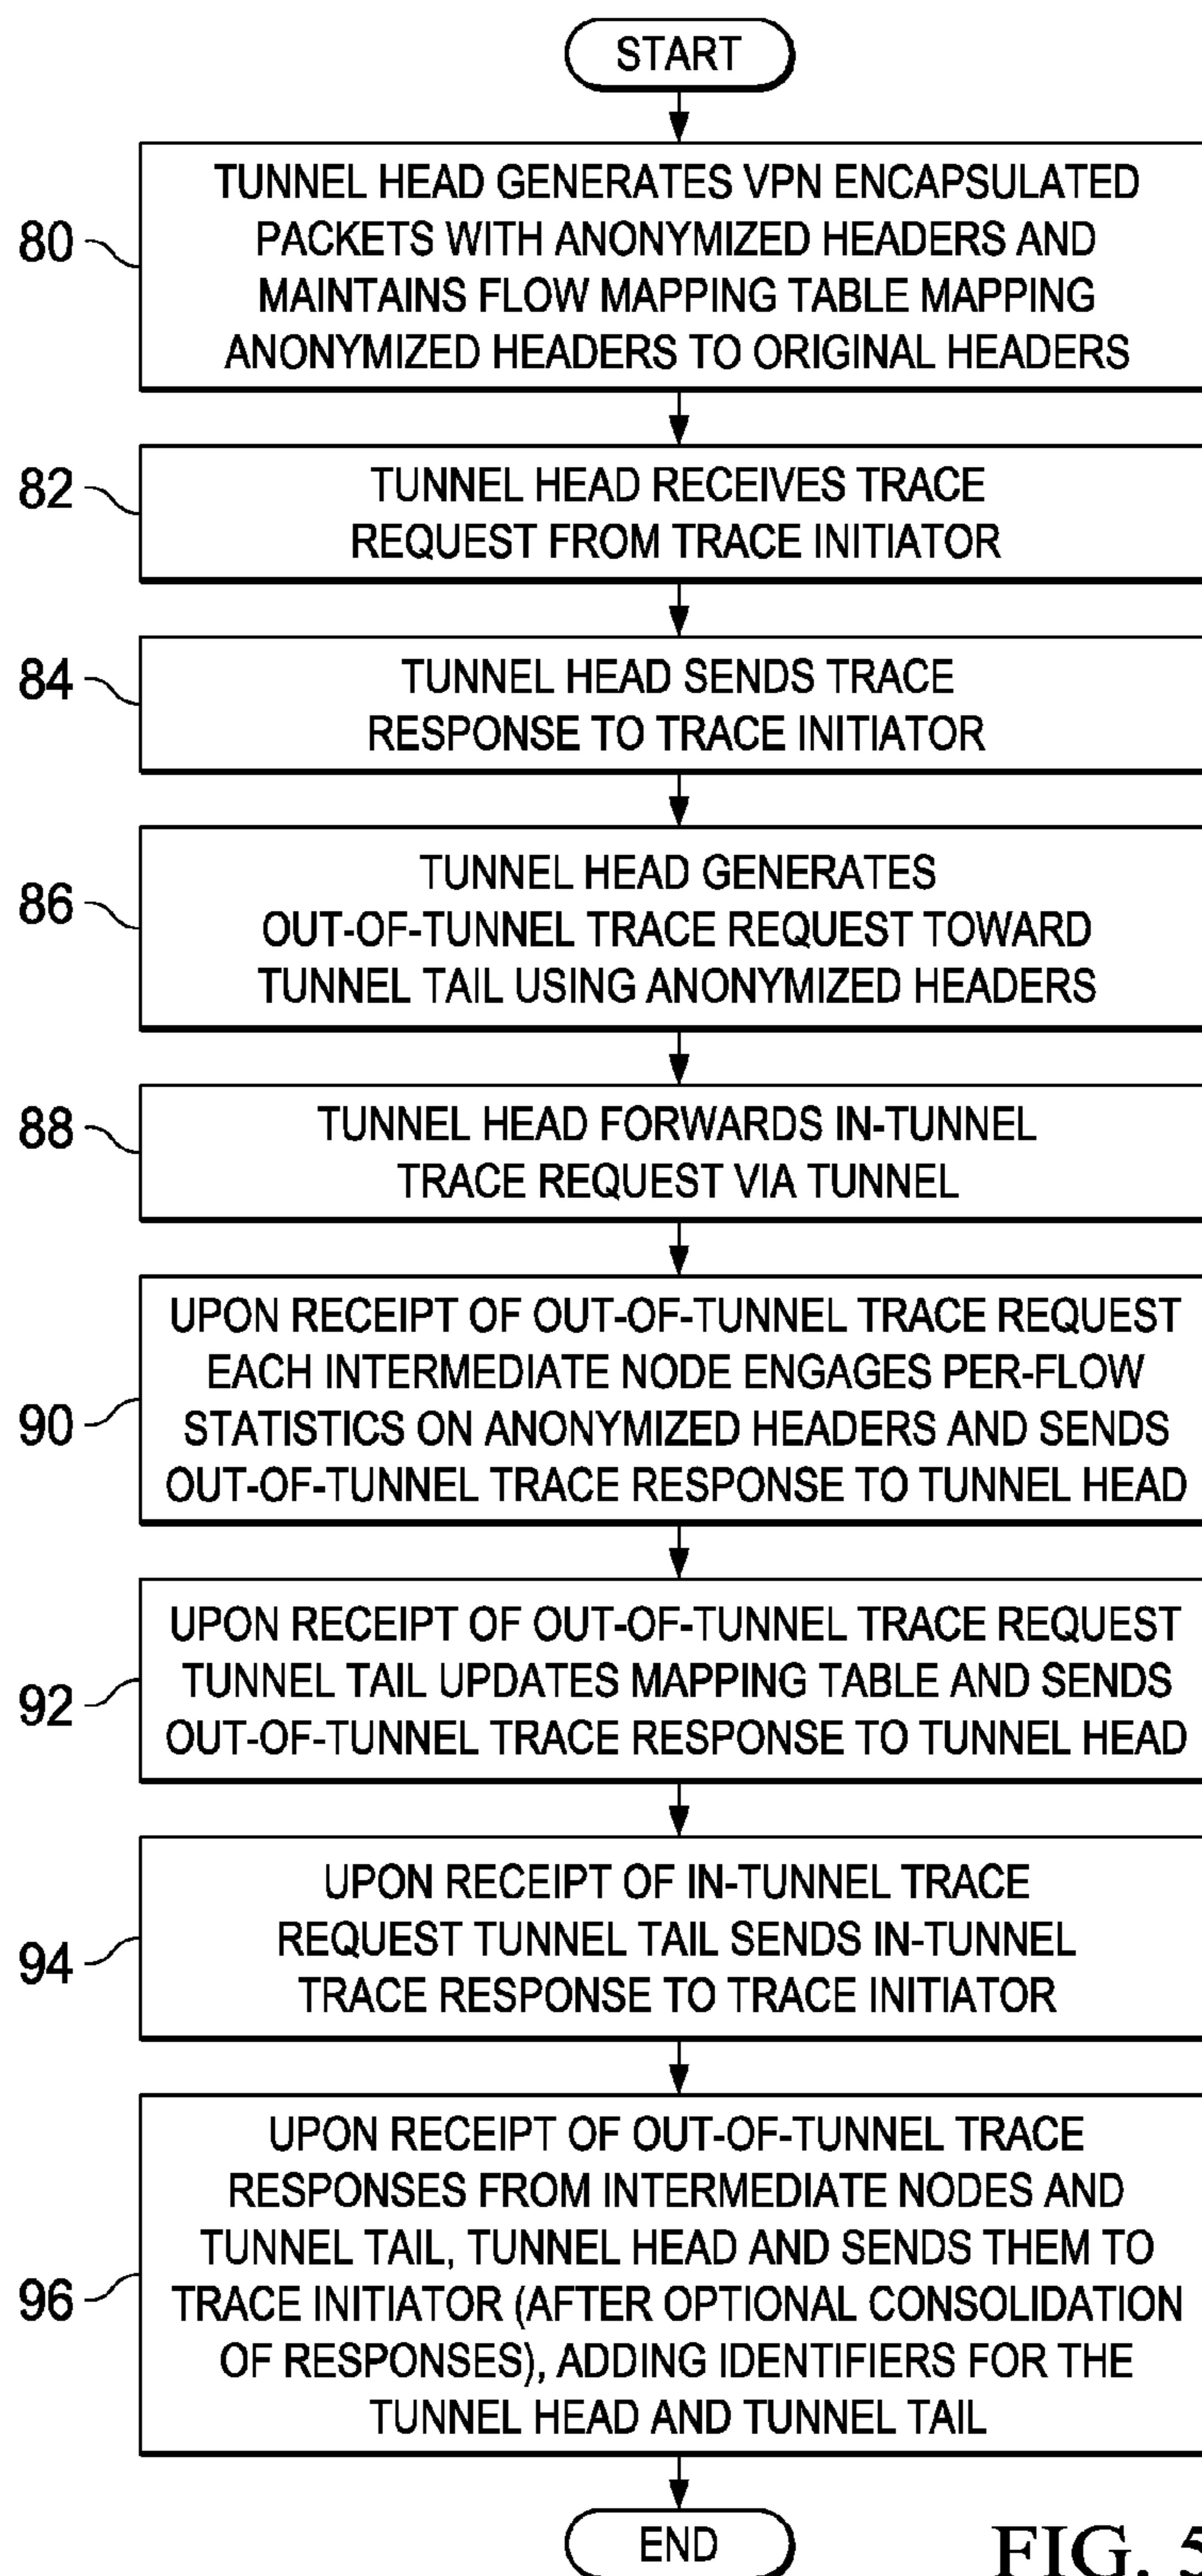 START
80
TUNNEL HEAD GENERATES VPN ENCAPSULATED
PACKETS WITH ANONYMIZED HEADERS AND
MAINTAINS FLOW MAPPING TABLE MAPPING
ANONYMIZED HEADERS TO ORIGINAL HEADERS
82
TUNNEL HEAD RECEIVES TRACE
REQUEST FROM TRACE INITIATOR
84
TUNNEL HEAD SENDS TRACE
RESPONSE TO TRACE INITIATOR
86
TUNNEL HEAD GENERATES
OUT-OF-TUNNEL TRACE REQUEST TOWARD
TUNNEL TAIL USING ANONYMIZED HEADERS
88
TUNNEL HEAD FORWARDS IN-TUNNEL
TRACE REQUEST VIA TUNNEL
90
UPON RECEIPT OF OUT-OF-TUNNEL TRACE REQUEST
EACH INTERMEDIATE NODE ENGAGES PER-FLOW
STATISTICS ON ANONYMIZED HEADERS AND SENDS
OUT-OF-TUNNEL TRACE RESPONSE TO TUNNEL HEAD
92
UPON RECEIPT OF OUT-OF-TUNNEL TRACE REQUEST
TUNNEL TAIL UPDATES MAPPING TABLE AND SENDS
OUT-OF-TUNNEL TRACE RESPONSE TO TUNNEL HEAD
94
UPON RECEIPT OF IN-TUNNEL TRACE
REQUEST TUNNEL TAIL SENDS IN-TUNNEL
TRACE RESPONSE TO TRACE INITIATOR
96
UPON RECEIPT OF OUT-OF-TUNNEL TRACE
RESPONSES FROM INTERMEDIATE NODES AND
TUNNEL TAIL, TUNNEL HEAD AND SENDS THEM TO
TRACE INITIATOR (AFTER OPTIONAL CONSOLIDATION
OF RESPONSES), ADDING IDENTIFIERS FOR THE
TUNNEL HEAD AND TUNNEL TAIL
END
FIG. 5